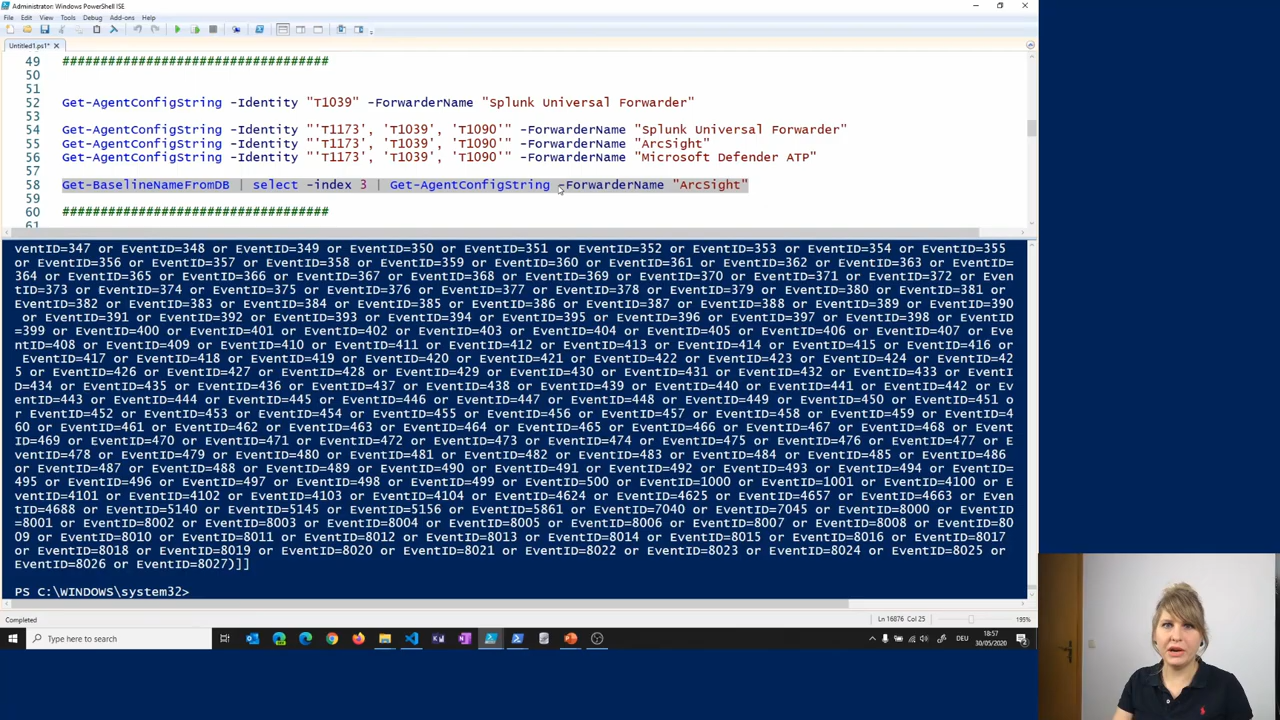 Administrator: Windows PowerShell ISE
File Edit View Tools Debug Add-ons Help
Untitled1.ps1*
49 ###################################
50
51
52 Get-AgentConfigString -Identity "T1039" -ForwarderName "Splunk Universal Forwarder"
53
54 Get-AgentConfigString -Identity "'T1173', 'T1039', 'T1090'" -ForwarderName "Splunk Universal Forwarder"
55 Get-AgentConfigString -Identity "'T1173', 'T1039', 'T1090'" -ForwarderName "ArcSight"
56 Get-AgentConfigString -Identity "'T1173', 'T1039', 'T1090'" -ForwarderName "Microsoft Defender ATP"
57
58 Get-BaselineNameFromDB | select -index 3 | Get-AgentConfigString -ForwarderName "ArcSight"
59
60 ###################################
61
ventID=347 or EventID=348 or EventID=349 or EventID=350 or EventID=351 or EventID=352 or EventID=353 or EventID=354 or EventID=355
or EventID=356 or EventID=357 or EventID=358 or EventID=359 or EventID=360 or EventID=361 or EventID=362 or EventID=363 or EventID=
364 or EventID=365 or EventID=366 or EventID=367 or EventID=368 or EventID=369 or EventID=370 or EventID=371 or EventID=372 or Even
tID=373 or EventID=374 or EventID=375 or EventID=376 or EventID=377 or EventID=378 or EventID=379 or EventID=380 or EventID=381 or
EventID=382 or EventID=383 or EventID=384 or EventID=385 or EventID=386 or EventID=387 or EventID=388 or EventID=389 or EventID=390
or EventID=391 or EventID=392 or EventID=393 or EventID=394 or EventID=395 or EventID=396 or EventID=397 or EventID=398 or EventID
=399 or EventID=400 or EventID=401 or EventID=402 or EventID=403 or EventID=404 or EventID=405 or EventID=406 or EventID=407 or Eve
ntID=408 or EventID=409 or EventID=410 or EventID=411 or EventID=412 or EventID=413 or EventID=414 or EventID=415 or EventID=416 or
EventID=417 or EventID=418 or EventID=419 or EventID=420 or EventID=421 or EventID=422 or EventID=423 or EventID=424 or EventID=42
5 or EventID=426 or EventID=427 or EventID=428 or EventID=429 or EventID=430 or EventID=431 or EventID=432 or EventID=433 or EventI
D=434 or EventID=435 or EventID=436 or EventID=437 or EventID=438 or EventID=439 or EventID=440 or EventID=441 or EventID=442 or Ev
entID=443 or EventID=444 or EventID=445 or EventID=446 or EventID=447 or EventID=448 or EventID=449 or EventID=450 or EventID=451 o
r EventID=452 or EventID=453 or EventID=454 or EventID=455 or EventID=456 or EventID=457 or EventID=458 or EventID=459 or EventID=4
60 or EventID=461 or EventID=462 or EventID=463 or EventID=464 or EventID=465 or EventID=466 or EventID=467 or EventID=468 or Event
ID=469 or EventID=470 or EventID=471 or EventID=472 or EventID=473 or EventID=474 or EventID=475 or EventID=476 or EventID=477 or E
ventID=478 or EventID=479 or EventID=480 or EventID=481 or EventID=482 or EventID=483 or EventID=484 or EventID=485 or EventID=486
or EventID=487 or EventID=488 or EventID=489 or EventID=490 or EventID=491 or EventID=492 or EventID=493 or EventID=494 or EventID=
495 or EventID=496 or EventID=497 or EventID=498 or EventID=499 or EventID=500 or EventID=1000 or EventID=1001 or EventID=4100 or E
ventID=4101 or EventID=4102 or EventID=4103 or EventID=4104 or EventID=4624 or EventID=4625 or EventID=4657 or EventID=4663 or Even
tID=4688 or EventID=5140 or EventID=5145 or EventID=5156 or EventID=5861 or EventID=7040 or EventID=7045 or EventID=8000 or EventID
=8001 or EventID=8002 or EventID=8003 or EventID=8004 or EventID=8005 or EventID=8006 or EventID=8007 or EventID=8008 or EventID=80
09 or EventID=8010 or EventID=8011 or EventID=8012 or EventID=8013 or EventID=8014 or EventID=8015 or EventID=8016 or EventID=8017
or EventID=8018 or EventID=8019 or EventID=8020 or EventID=8021 or EventID=8022 or EventID=8023 or EventID=8024 or EventID=8025 or
EventID=8026 or EventID=8027)]]
PS C:\WINDOWS\system32>
Completed Ln 16876 Col 25 195%
Type here to search DEU 18:57
30/05/2020